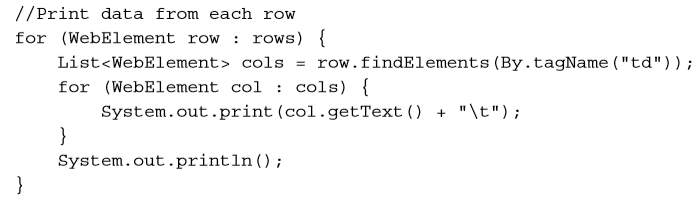 //Print data from each row
for (WebElement row : rows) {
    List<WebElement> cols = row.findElements(By.tagName("td"));
    for (WebElement col : cols) {
        System.out.print(col.getText() + "\t");
    }
    System.out.println();
}